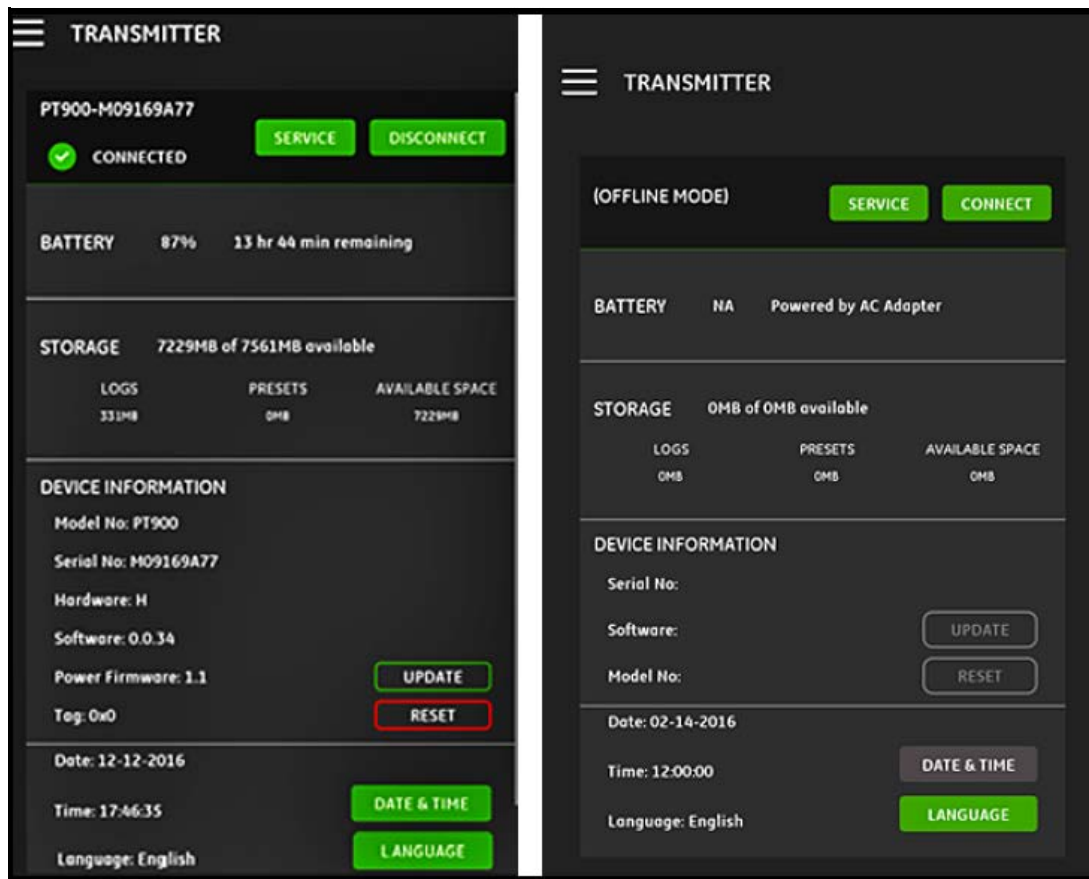 TRANSMITTER
PT900-M09169A77
CONNECTED
SERVICE
DISCONNECT
BATTERY 87% 13 hr 44 min remaining
STORAGE 7229MB of 7561MB available
LOGS PRESETS AVAILABLE SPACE
331MB 0MB 7229MB
DEVICE INFORMATION
Model No: PT900
Serial No: M09169A77
Hardware: H
Software: 0.0.34
Power Firmware: 1.1 UPDATE
Tag: 0x0 RESET
Date: 12-12-2016
Time: 17:46:35 DATE & TIME
Language: English LANGUAGE
TRANSMITTER
(OFFLINE MODE) SERVICE CONNECT
BATTERY NA Powered by AC Adapter
STORAGE 0MB of 0MB available
LOGS PRESETS AVAILABLE SPACE
0MB 0MB 0MB
DEVICE INFORMATION
Serial No:
Software: UPDATE
Model No: RESET
Date: 02-14-2016
Time: 12:00:00 DATE & TIME
Language: English LANGUAGE